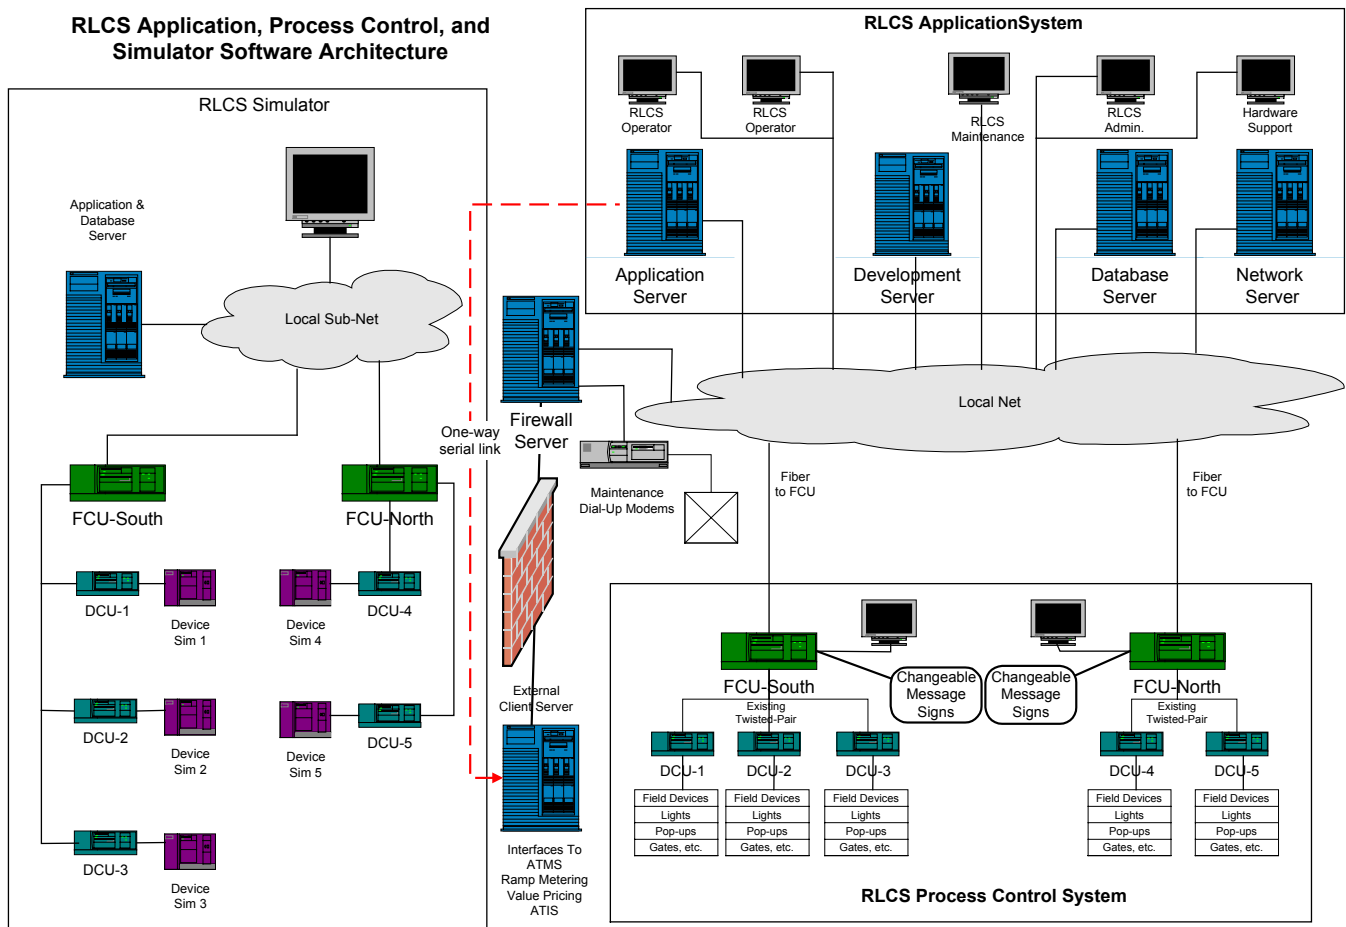 RLCS Application, Process Control, and
Simulator Software Architecture
RLCS Simulator
Application &
Database
Server
Local Sub-Net
FCU-South
FCU-North
DCU-1
Device
Sim 1
Device
Sim 4
DCU-4
DCU-2
Device
Sim 2
Device
Sim 5
DCU-5
DCU-3
Device
Sim 3
One-way
serial link
Firewall
Server
Maintenance
Dial-Up Modems
External
Client Server
Interfaces To
ATMS
Ramp Metering
Value Pricing
ATIS
RLCS ApplicationSystem
RLCS
Operator
RLCS
Operator
RLCS
Maintenance
RLCS
Admin.
Hardware
Support
Application
Server
Development
Server
Database
Server
Network
Server
Local Net
Fiber
to FCU
Fiber
to FCU
FCU-South
Changeable
Message
Signs
Changeable
Message
Signs
FCU-North
Existing
Twisted-Pair
Existing
Twisted-Pair
DCU-1
DCU-2
DCU-3
DCU-4
DCU-5
Field Devices
Lights
Pop-ups
Gates, etc.
Field Devices
Lights
Pop-ups
Gates, etc.
Field Devices
Lights
Pop-ups
Gates, etc.
Field Devices
Lights
Pop-ups
Gates, etc.
Field Devices
Lights
Pop-ups
Gates, etc.
RLCS Process Control System